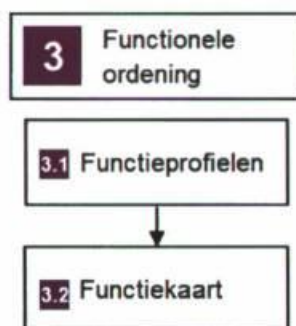 3 Functionele
ordening
3.1 Functieprofielen
3.2 Functiekaart